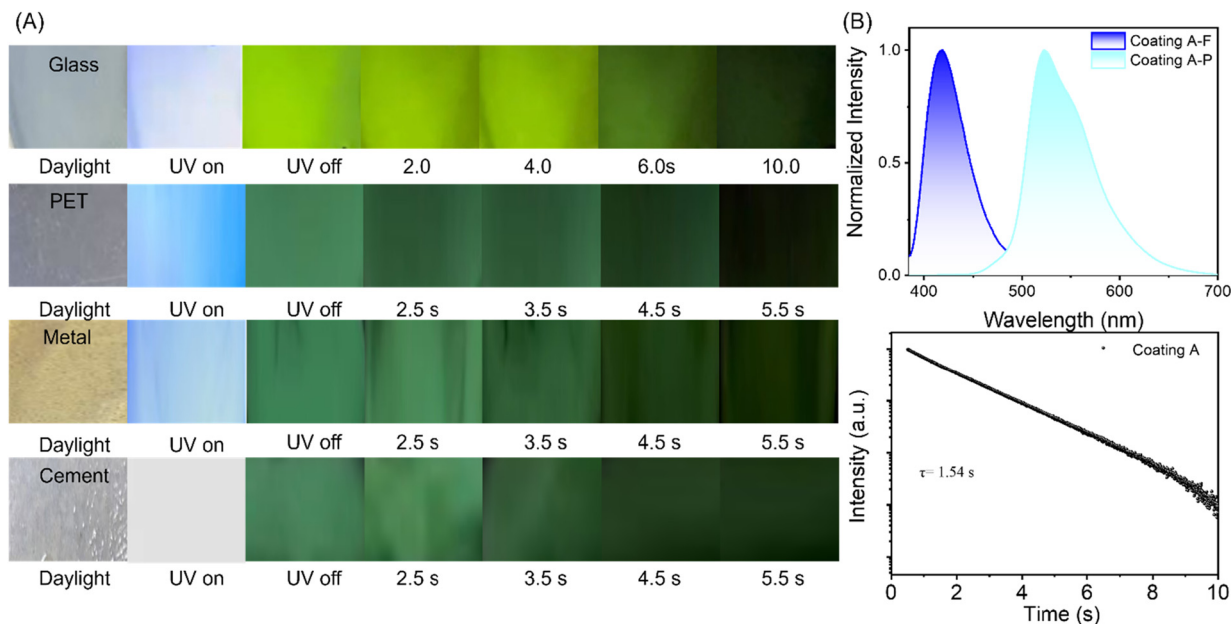 (A)
Glass
Daylight UV on UV off 2.0 4.0 6.0s 10.0
PET
Daylight UV on UV off 2.5 s 3.5 s 4.5 s 5.5 s
Metal
Daylight UV on UV off 2.5 s 3.5 s 4.5 s 5.5 s
Cement
Daylight UV on UV off 2.5 s 3.5 s 4.5 s 5.5 s
(B)
Coating A-F
Coating A-P
Normalized Intensity
1.0
0.5
0.0
400 500 600 700
Wavelength (nm)
Coating A
Intensity (a.u.)
τ= 1.54 s
2 4 6 8 10
Time (s)